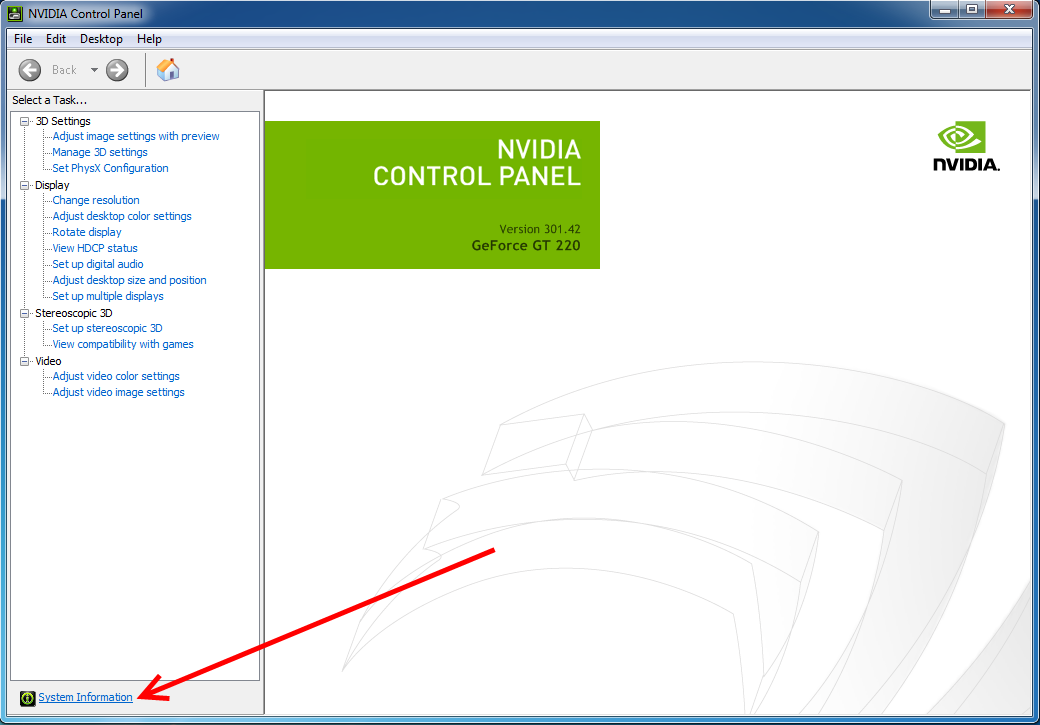 NVIDIA Control Panel
File Edit Desktop Help
Back
Select a Task...
3D Settings
Adjust image settings with preview
Manage 3D settings
Set PhysX Configuration
Display
Change resolution
Adjust desktop color settings
Rotate display
View HDCP status
Set up digital audio
Adjust desktop size and position
Set up multiple displays
Stereoscopic 3D
Set up stereoscopic 3D
View compatibility with games
Video
Adjust video color settings
Adjust video image settings
System Information
NVIDIA
CONTROL PANEL
Version 301.42
GeForce GT 220
NVIDIA.